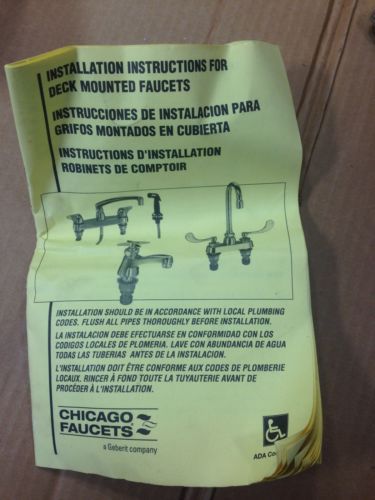 INSTALLATION INSTRUCTIONS FOR
DECK MOUNTED FAUCETS
INSTRUCCIONES DE INSTALACION PARA
GRIFOS MONTADOS EN CUBIERTA
INSTRUCTIONS D'INSTALLATION
ROBINETS DE COMPTOIR
INSTALLATION SHOULD BE IN ACCORDANCE WITH LOCAL PLUMBING
CODES. FLUSH ALL PIPES THOROUGHLY BEFORE INSTALLATION.
LA INSTALACION DEBE EFECTUARSE EN CONFORMIDAD CON LOS
CODIGOS LOCALES DE PLOMERIA. LAVE CON ABUNDANCIA DE AGUA
TODAS LAS TUBERIAS ANTES DE LA INSTALACION.
L'INSTALLATION DOIT ÊTRE CONFORME AUX CODES DE PLOMBERIE
LOCAUX. RINCER À FOND TOUTE LA TUYAUTERIE AVANT DE
PROCÉDER À L'INSTALLATION.
CHICAGO
FAUCETS
a Geberit company
ADA